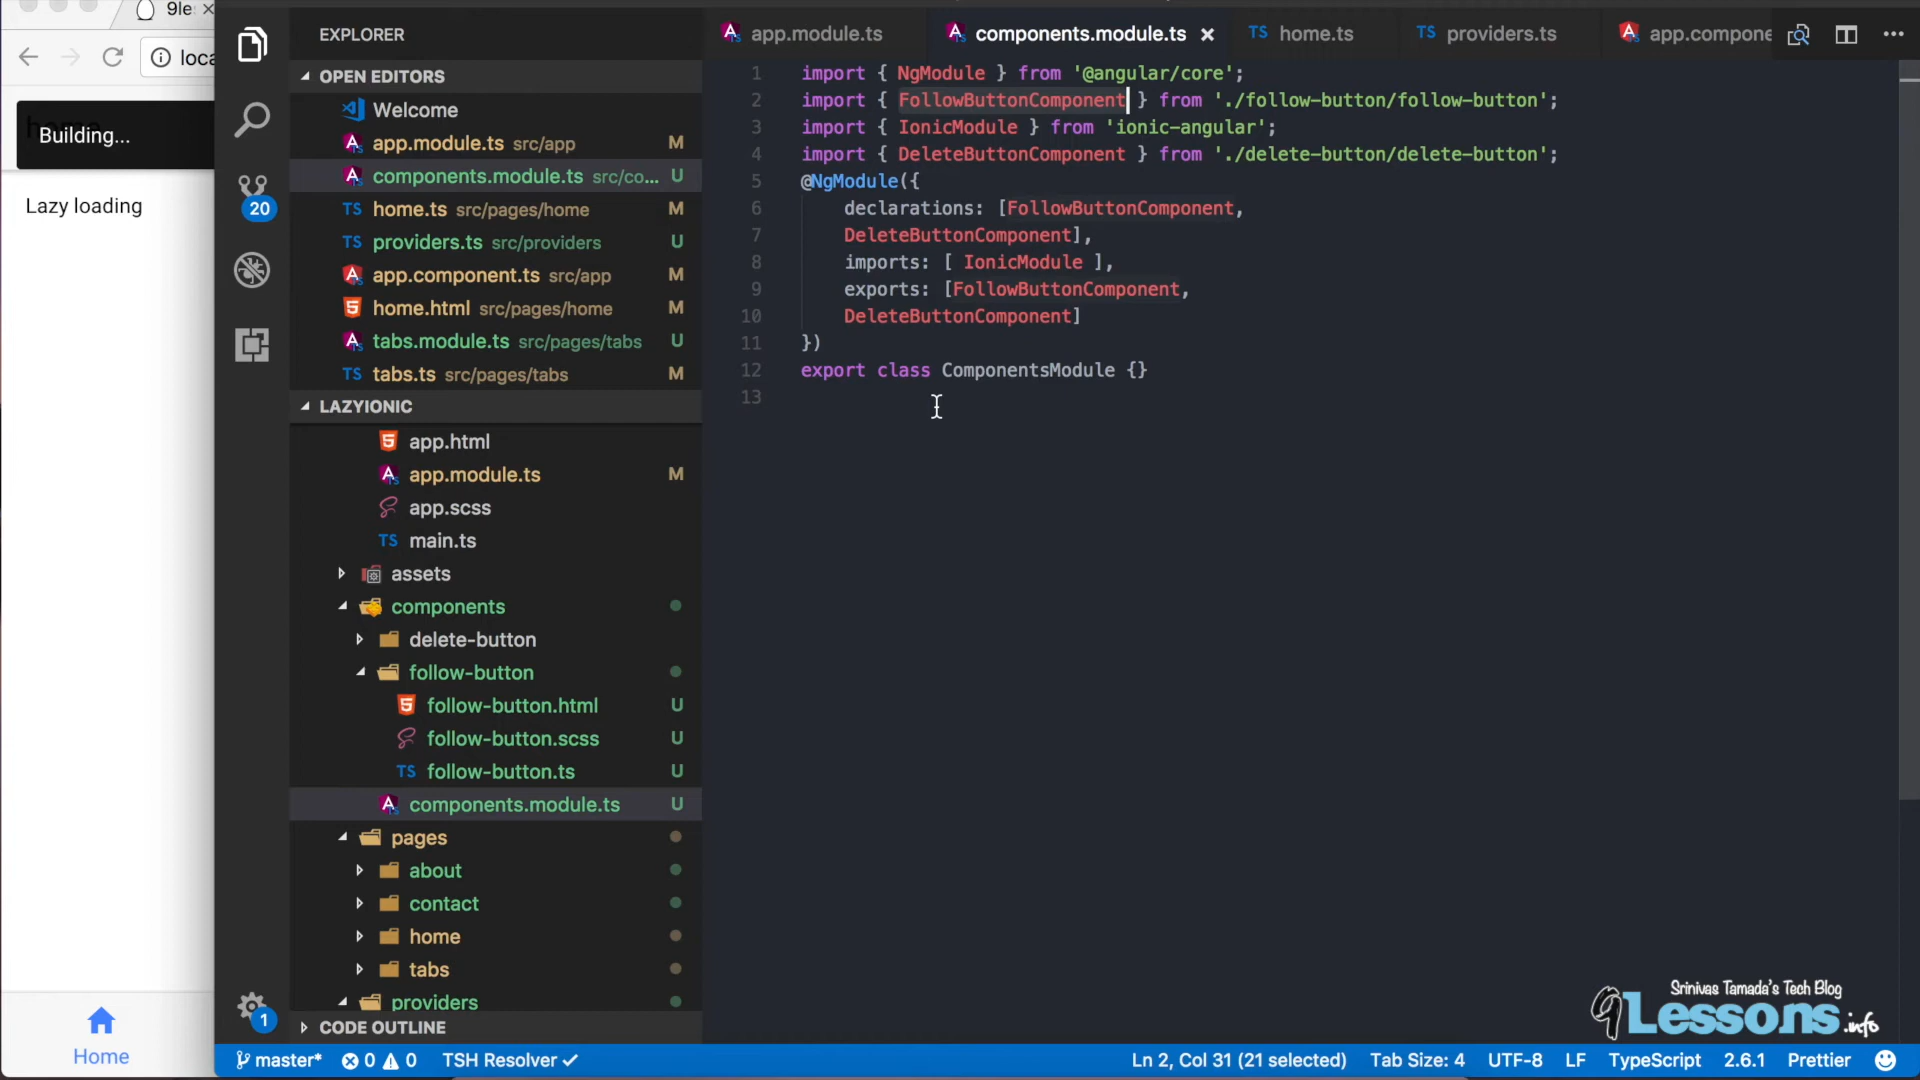 9le
loca
home
Building...
Lazy loading
Home
EXPLORER
OPEN EDITORS
Welcome
app.module.ts src/app M
components.module.ts src/co... U
home.ts src/pages/home M
providers.ts src/providers U
app.component.ts src/app M
home.html src/pages/home M
tabs.module.ts src/pages/tabs U
tabs.ts src/pages/tabs M
LAZYIONIC
app.html
app.module.ts M
app.scss
main.ts
assets
components
delete-button
follow-button
follow-button.html U
follow-button.scss U
follow-button.ts U
components.module.ts U
pages
about
contact
home
tabs
providers
CODE OUTLINE
20
1
app.module.ts components.module.ts × TS home.ts TS providers.ts app.compone ...
1 import { NgModule } from '@angular/core';
2 import { FollowButtonComponent } from './follow-button/follow-button';
3 import { IonicModule } from 'ionic-angular';
4 import { DeleteButtonComponent } from './delete-button/delete-button';
5 @NgModule({
6 declarations: [FollowButtonComponent,
7 DeleteButtonComponent],
8 imports: [ IonicModule ],
9 exports: [FollowButtonComponent,
10 DeleteButtonComponent]
11 })
12 export class ComponentsModule {}
13
Srinivas Tamada's Tech Blog
9Lessons.info
master* 0 0 TSH Resolver ✓ Ln 2, Col 31 (21 selected) Tab Size: 4 UTF-8 LF TypeScript 2.6.1 Prettier